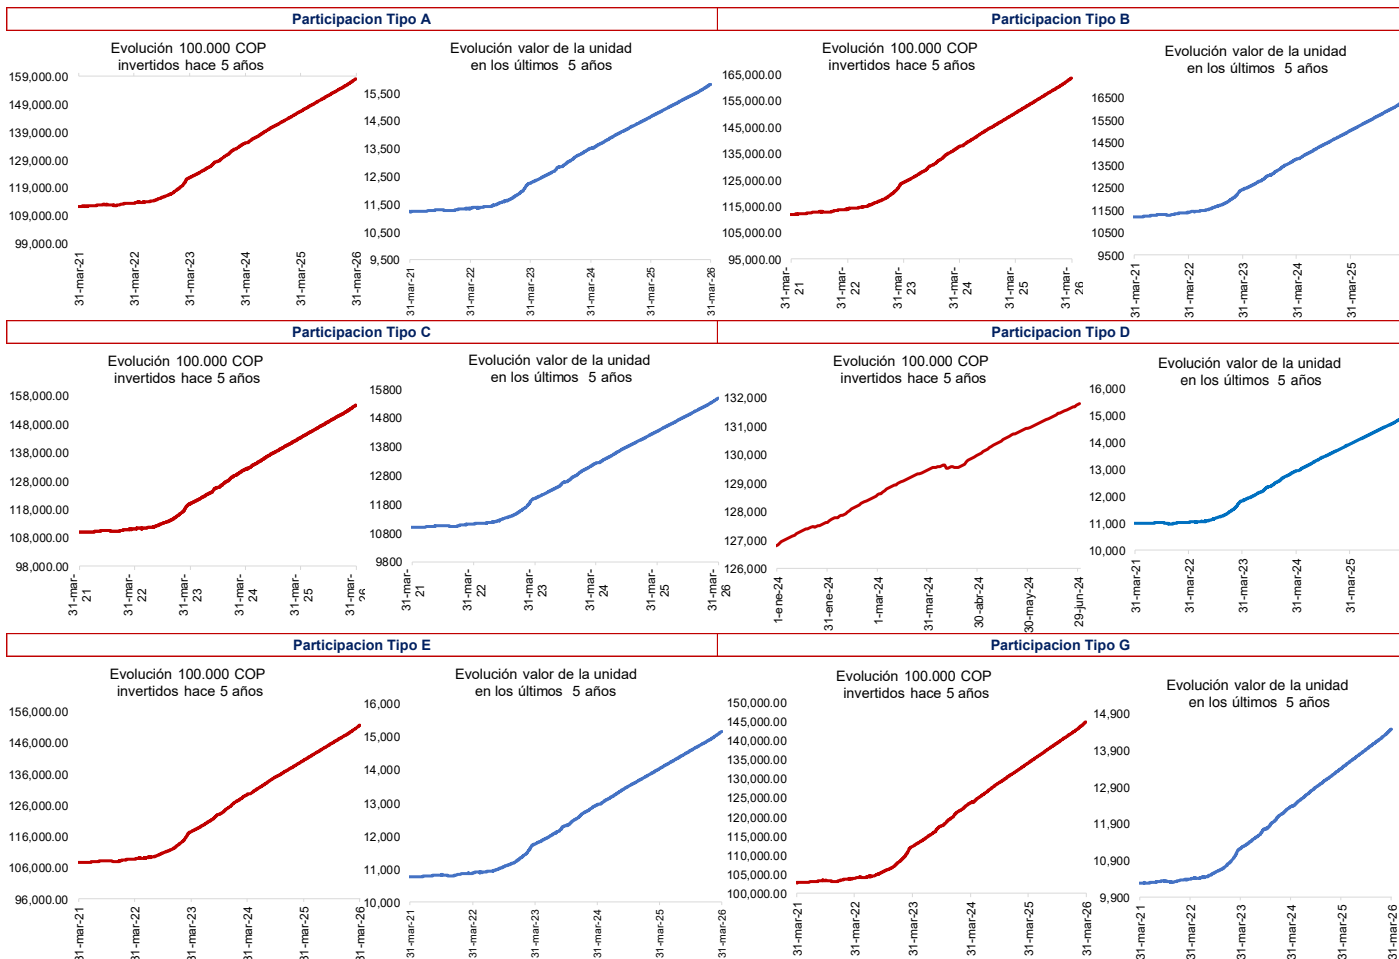 Participacion Tipo A
Participacion Tipo B
Evolución 100.000 COP
invertidos hace 5 años
159,000.00
149,000.00
139,000.00
129,000.00
119,000.00
109,000.00
99,000.00
31-mar-21
31-mar-22
31-mar-23
31-mar-24
31-mar-25
31-mar-26
Evolución valor de la unidad
en los últimos 5 años
15,500
14,500
13,500
12,500
11,500
10,500
9,500
31-mar-21
31-mar-22
31-mar-23
31-mar-24
31-mar-25
31-mar-26
Evolución 100.000 COP
invertidos hace 5 años
165,000.00
155,000.00
145,000.00
135,000.00
125,000.00
115,000.00
105,000.00
95,000.00
31-mar-
21
31-mar-
22
31-mar-
23
31-mar-
24
31-mar-
25
31-mar-
26
Evolución valor de la unidad
en los últimos 5 años
16500
15500
14500
13500
12500
11500
10500
9500
31-mar-21
31-mar-22
31-mar-23
31-mar-24
31-mar-25
Participacion Tipo C
Participacion Tipo D
Evolución 100.000 COP
invertidos hace 5 años
158,000.00
148,000.00
138,000.00
128,000.00
118,000.00
108,000.00
98,000.00
31-mar-
21
31-mar-
22
31-mar-
23
31-mar-
24
31-mar-
25
31-mar-
26
Evolución valor de la unidad
en los últimos 5 años
15800
14800
13800
12800
11800
10800
9800
31-mar-
21
31-mar-
22
31-mar-
23
31-mar-
24
31-mar-
25
31-mar-
26
Evolución 100.000 COP
invertidos hace 5 años
132,000
131,000
130,000
129,000
128,000
127,000
126,000
1-ene-24
31-ene-24
1-mar-24
31-mar-24
30-abr-24
30-may-24
29-jun-24
Evolución valor de la unidad
en los últimos 5 años
16,000
15,000
14,000
13,000
12,000
11,000
10,000
31-mar-21
31-mar-22
31-mar-23
31-mar-24
31-mar-25
Participacion Tipo E
Participacion Tipo G
Evolución 100.000 COP
invertidos hace 5 años
156,000.00
146,000.00
136,000.00
126,000.00
116,000.00
106,000.00
96,000.00
31-mar-21
31-mar-22
31-mar-23
31-mar-24
31-mar-25
31-mar-26
Evolución valor de la unidad
en los últimos 5 años
16,000
15,000
14,000
13,000
12,000
11,000
10,000
31-mar-21
31-mar-22
31-mar-23
31-mar-24
31-mar-25
31-mar-26
Evolución 100.000 COP
invertidos hace 5 años
150,000.00
145,000.00
140,000.00
135,000.00
130,000.00
125,000.00
120,000.00
115,000.00
110,000.00
105,000.00
100,000.00
31-mar-21
31-mar-22
31-mar-23
31-mar-24
31-mar-25
31-mar-26
Evolución valor de la unidad
en los últimos 5 años
14,900
13,900
12,900
11,900
10,900
9,900
31-mar-21
31-mar-22
31-mar-23
31-mar-24
31-mar-25
31-mar-26